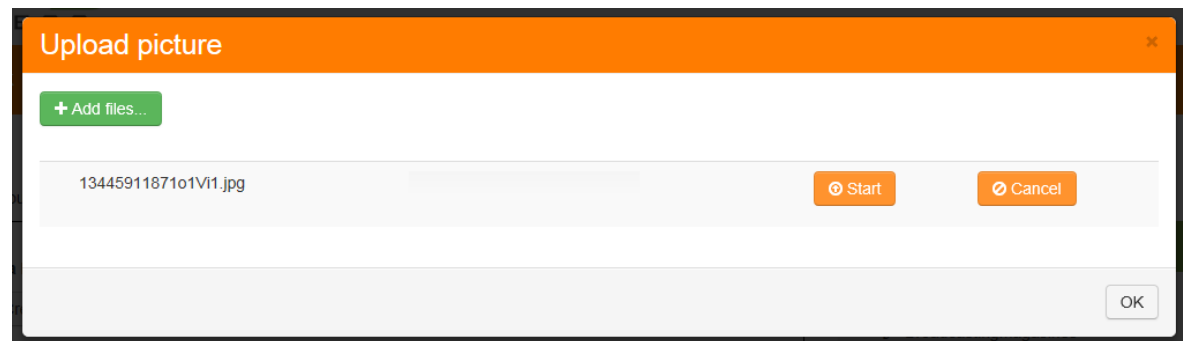 Upload picture
×
+ Add files...
13445911871o1Vi1.jpg
Start
Cancel
OK